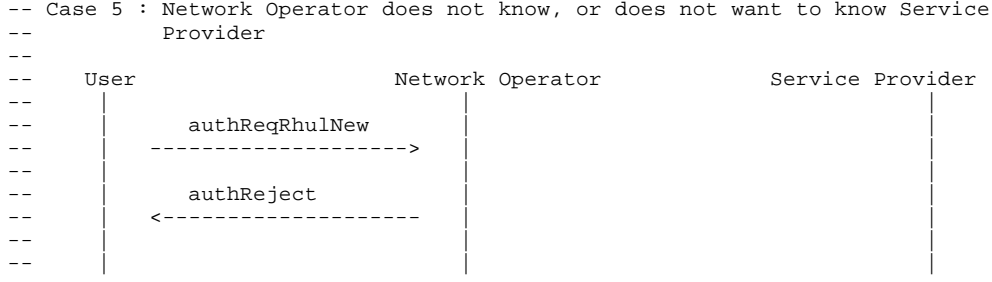 -- Case 5 : Network Operator does not know, or does not want to know Service
--          Provider
--
--    User                    Network Operator             Service Provider
--     |                           |                                   |
--     |      authReqRhulNew       |                                   |
--     |   -------------------->   |                                   |
--     |                           |                                   |
--     |      authReject           |                                   |
--     |   <--------------------   |                                   |
--     |                           |                                   |
--     |                           |                                   |